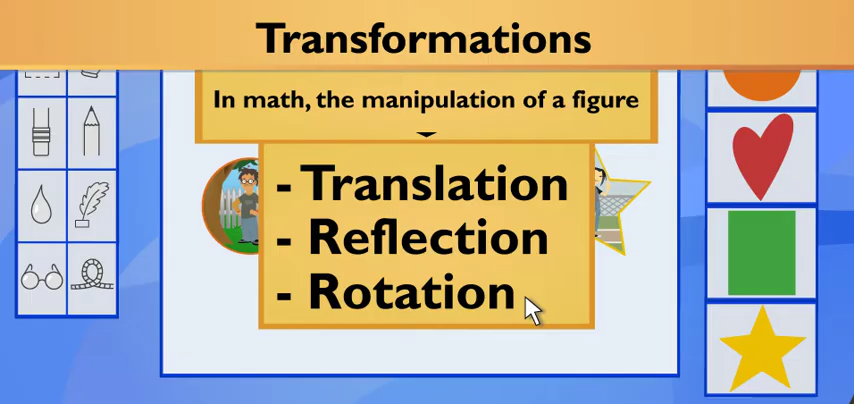 Transformations
In math, the manipulation of a figure
- Translation
- Reflection
- Rotation